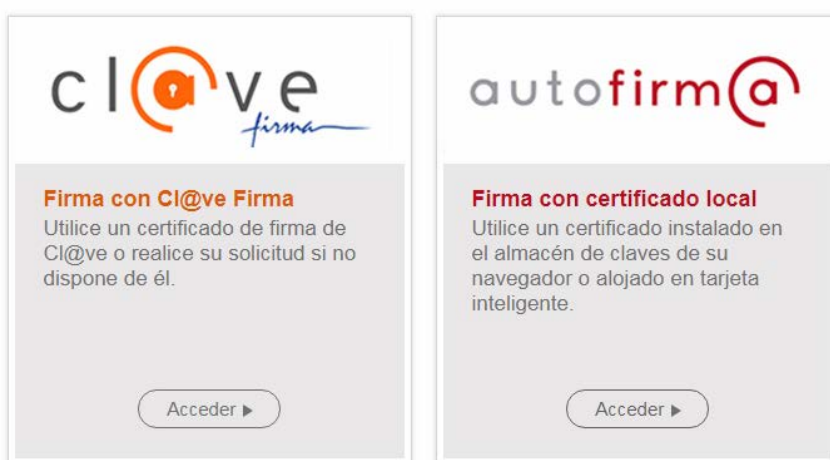 cl@ve
firma
Firma con Cl@ve Firma
Utilice un certificado de firma de
Cl@ve o realice su solicitud si no
dispone de él.
Acceder
autofirm@
Firma con certificado local
Utilice un certificado instalado en
el almacén de claves de su
navegador o alojado en tarjeta
inteligente.
Acceder